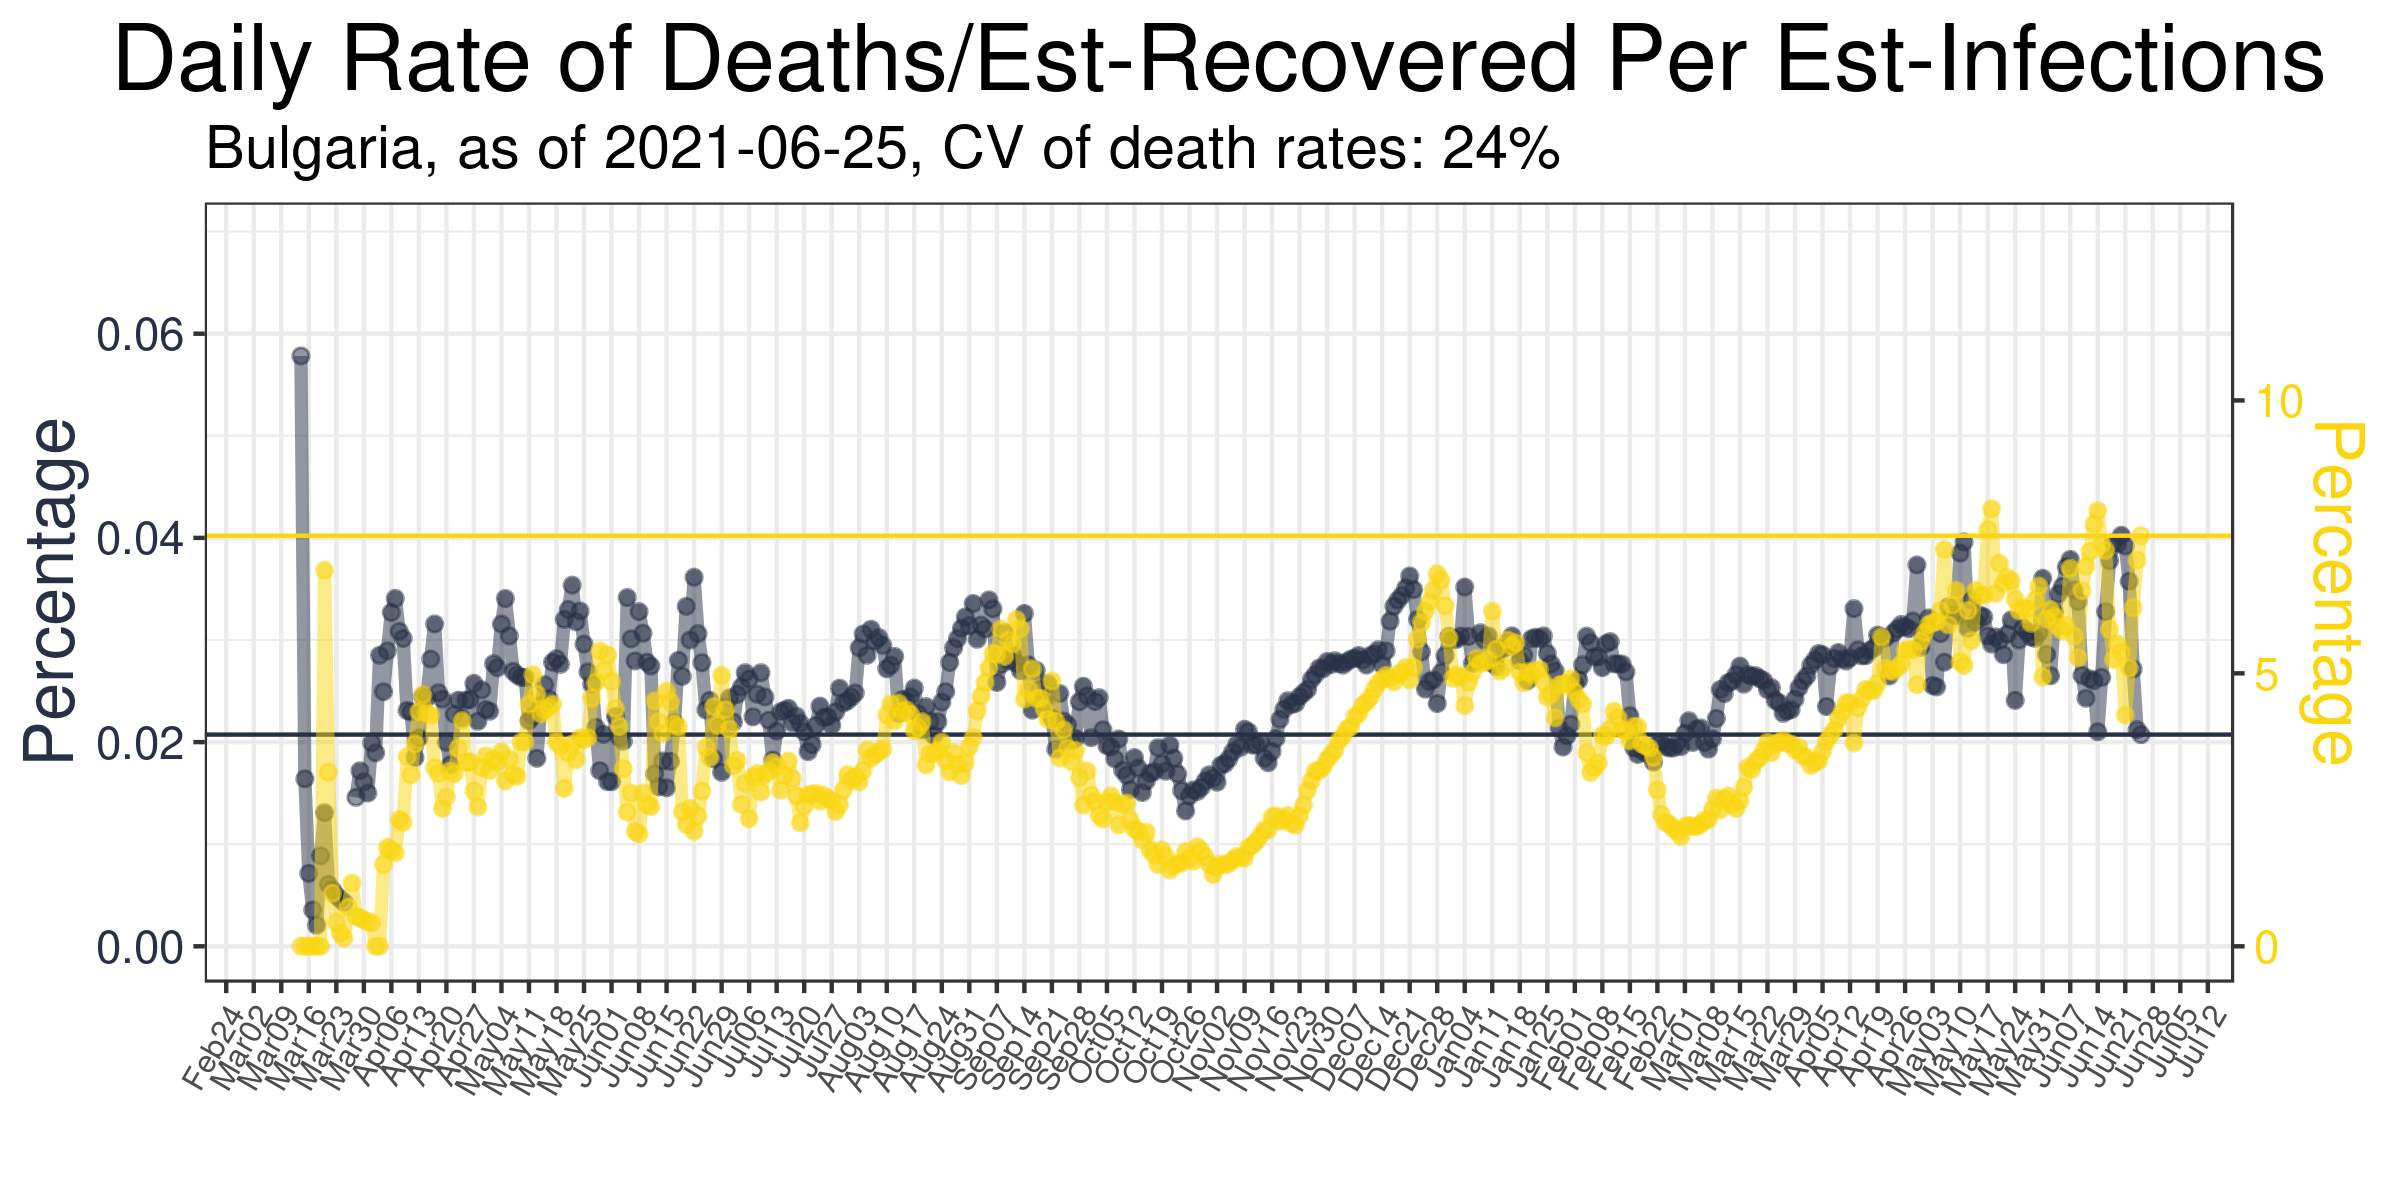 Daily Rate of Deaths/Est-Recovered Per Est-Infections
Bulgaria, as of 2021-06-25, CV of death rates: 24%
Percentage
0.06
0.04
0.02
0.00
10
5
0
Percentage
Feb24
Mar02
Mar09
Mar16
Mar23
Mar30
Apr06
Apr13
Apr20
Apr27
May04
May11
May18
May25
Jun01
Jun08
Jun15
Jun22
Jun29
Jul06
Jul13
Jul20
Jul27
Aug03
Aug10
Aug17
Aug24
Aug31
Sep07
Sep14
Sep21
Sep28
Oct05
Oct12
Oct19
Oct26
Nov02
Nov09
Nov16
Nov23
Nov30
Dec07
Dec14
Dec21
Dec28
Jan04
Jan11
Jan18
Jan25
Feb01
Feb08
Feb15
Feb22
Mar01
Mar08
Mar15
Mar22
Mar29
Apr05
Apr12
Apr19
Apr26
May03
May10
May17
May24
May31
Jun07
Jun14
Jun21
Jun28
Jul05
Jul12